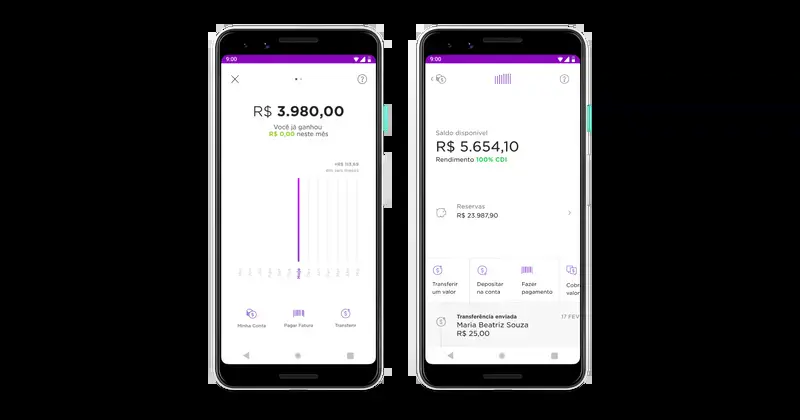 9:00
R$ 3.980,00
Você já ganhou
R$ 0,00 neste mês
Hoje
Minha Conta
Pagar Fatura
Transferir
9:00
Saldo disponível
R$ 5.654,10
Rendimento 100% CDI
Reservas
R$ 23.987,90
Transferir
um valor
Depositar
na conta
Fazer
pagamento
Cobr
valor
Transferência enviada
17 FEV
Maria Beatriz Souza
R$ 25,00